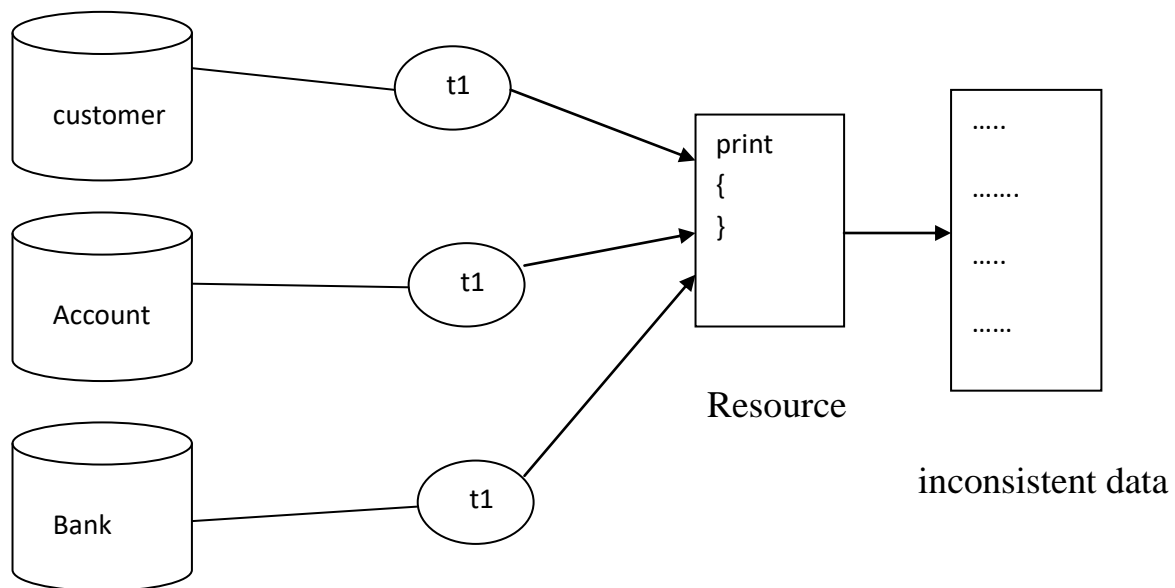 customer
t1
print
{
}
Account
t1
Bank
t1
Resource
…..
…….
…..
……
inconsistent data